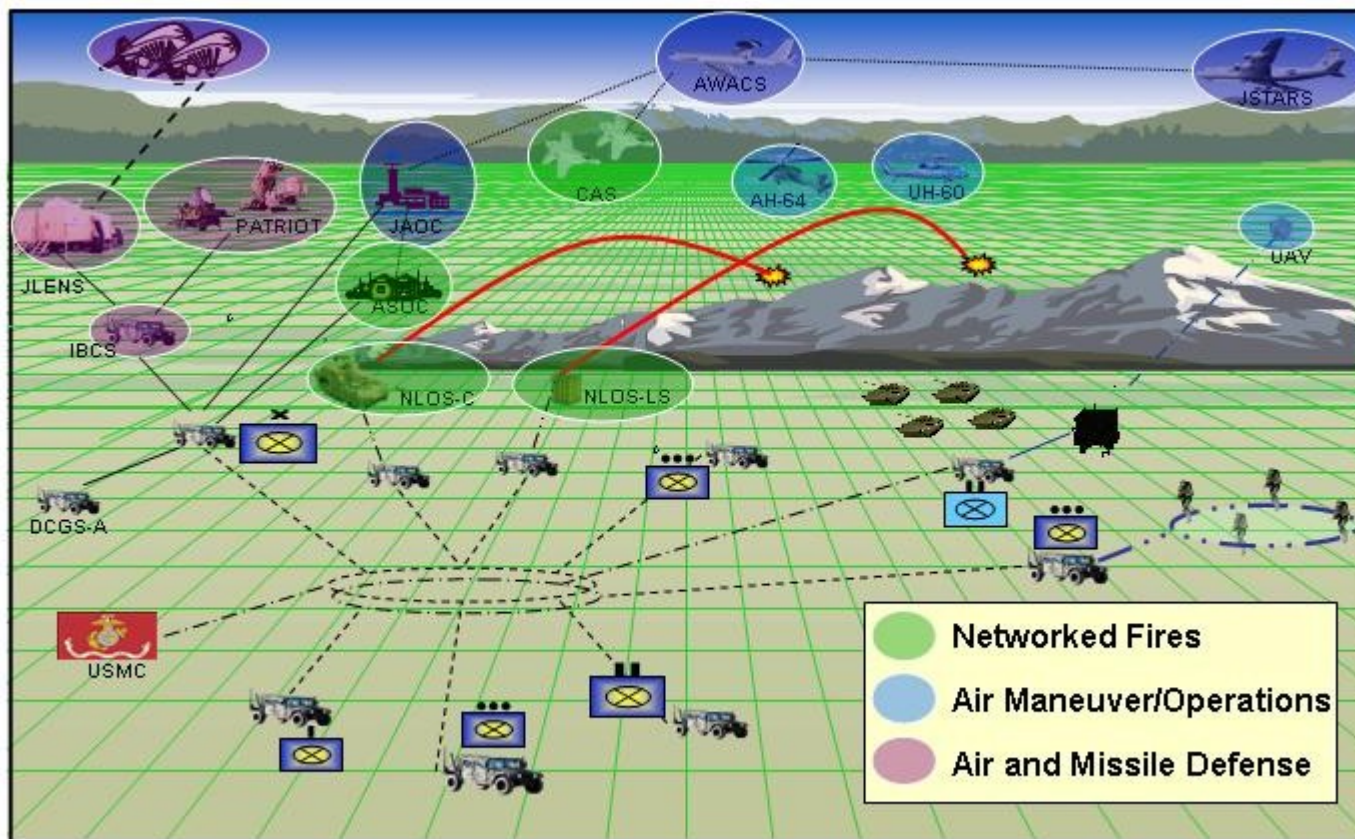 AWACS
JSTARS
CAS
AH-64
UH-60
PATRIOT
JAOC
UAV
JLENS
ASOC
IBCS
NLOS-C
NLOS-LS
DCGS-A
USMC
Networked Fires
Air Maneuver/Operations
Air and Missile Defense